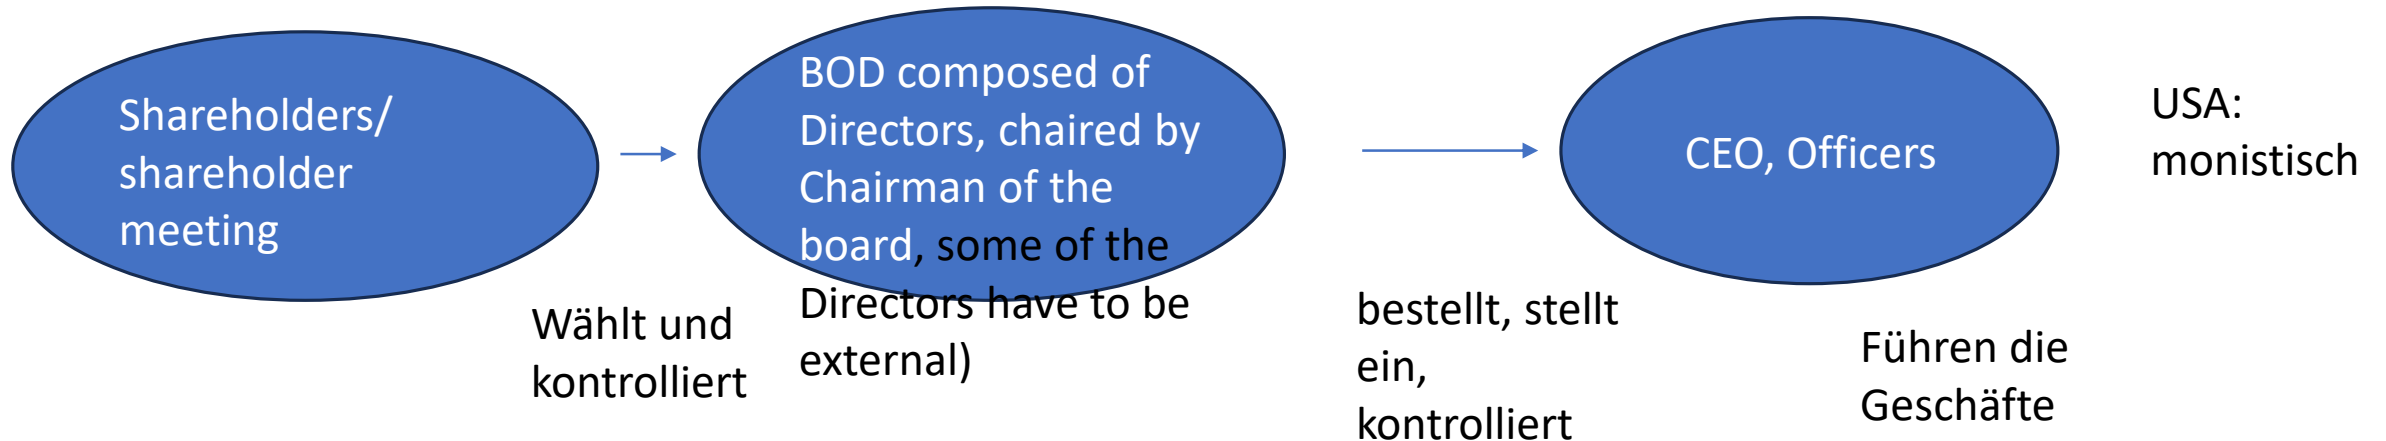 Shareholders/
shareholder
meeting
Wählt und
kontrolliert
BOD composed of
Directors, chaired by
Chairman of the
board, some of the
Directors have to be
external)
bestellt, stellt
ein,
kontrolliert
CEO, Officers
Führen die
Geschäfte
USA:
monistisch